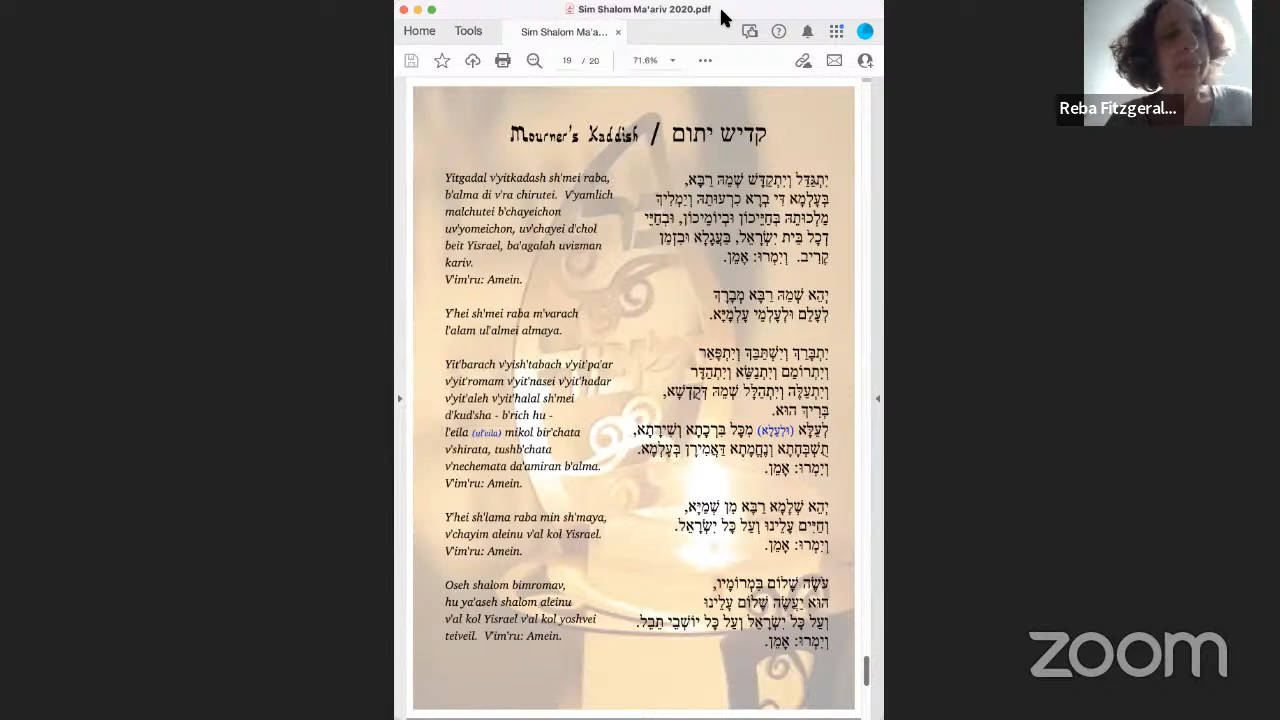 Sim Shalom Ma'ariv 2020.pdf
Home Tools Sim Shalom Ma'a... ×
19 / 20 71.6%
Reba Fitzgeral...
Mourner's Kaddish / קדיש יתום
Yitgadal v'yitkadash sh'mei raba,
b'alma di v'ra chirutei. V'yamlich
malchutei b'chayeichon
uv'yomeichon, uv'chayei d'chol
beit Yisrael, ba'agalah uvizman
kariv.
V'im'ru: Amein.
Y'hei sh'mei raba m'varach
l'alam ul'almei almaya.
Yit'barach v'yish'tabach v'yit'pa'ar
v'yit'romam v'yit'nasei v'yit'hadar
v'yit'aleh v'yit'halal sh'mei
d'kud'sha - b'rich hu -
l'eila (ul'eila) mikol bir'chata
v'shirata, tushb'chata
v'nechemata da'amiran b'alma.
V'im'ru: Amein.
Y'hei sh'lama raba min sh'maya,
v'chayim aleinu v'al kol Yisrael.
V'im'ru: Amein.
Oseh shalom bimromav,
hu ya'aseh shalom aleinu
v'al kol Yisrael v'al kol yoshvei
teiveil. V'im'ru: Amein.
יִתְגַּדַּל וְיִתְקַדַּשׁ שְׁמֵהּ רַבָּא,
בְּעָלְמָא דִּי בְרָא כִרְעוּתֵהּ וְיַמְלִיךְ
מַלְכוּתֵהּ בְּחַיֵּיכוֹן וּבְיוֹמֵיכוֹן, וּבְחַיֵּי
דְכָל בֵּית יִשְׂרָאֵל, בַּעֲגָלָא וּבִזְמַן
קָרִיב. וְיִמְרוּ: אָמֵן.
יְהֵא שְׁמֵהּ רַבָּא מְבָרַךְ
לְעָלַם וּלְעָלְמֵי עָלְמַיָּא.
יִתְבָּרַךְ וְיִשְׁתַּבַּח וְיִתְפָּאַר
וְיִתְרוֹמַם וְיִתְנַשֵּׂא וְיִתְהַדָּר
וְיִתְעַלֶּה וְיִתְהַלָּל שְׁמֵהּ דְּקֻדְשָׁא,
בְּרִיךְ הוּא.
לְעֵלָּא (וּלְעֵלָּא) מִכָּל בִּרְכָתָא וְשִׁירָתָא,
תֻּשְׁבְּחָתָא וְנֶחֱמָתָא דַּאֲמִירָן בְּעָלְמָא.
וְיִמְרוּ: אָמֵן.
יְהֵא שְׁלָמָא רַבָּא מִן שְׁמַיָּא,
וְחַיִּים עָלֵינוּ וְעַל כָּל יִשְׂרָאֵל.
וְיִמְרוּ: אָמֵן.
עֹשֶׂה שָׁלוֹם בִּמְרוֹמָיו,
הוּא יַעֲשֶׂה שָׁלוֹם עָלֵינוּ
וְעַל כָּל יִשְׂרָאֵל וְעַל כָּל יוֹשְׁבֵי תֵבֵל.
וְיִמְרוּ: אָמֵן.
zoom